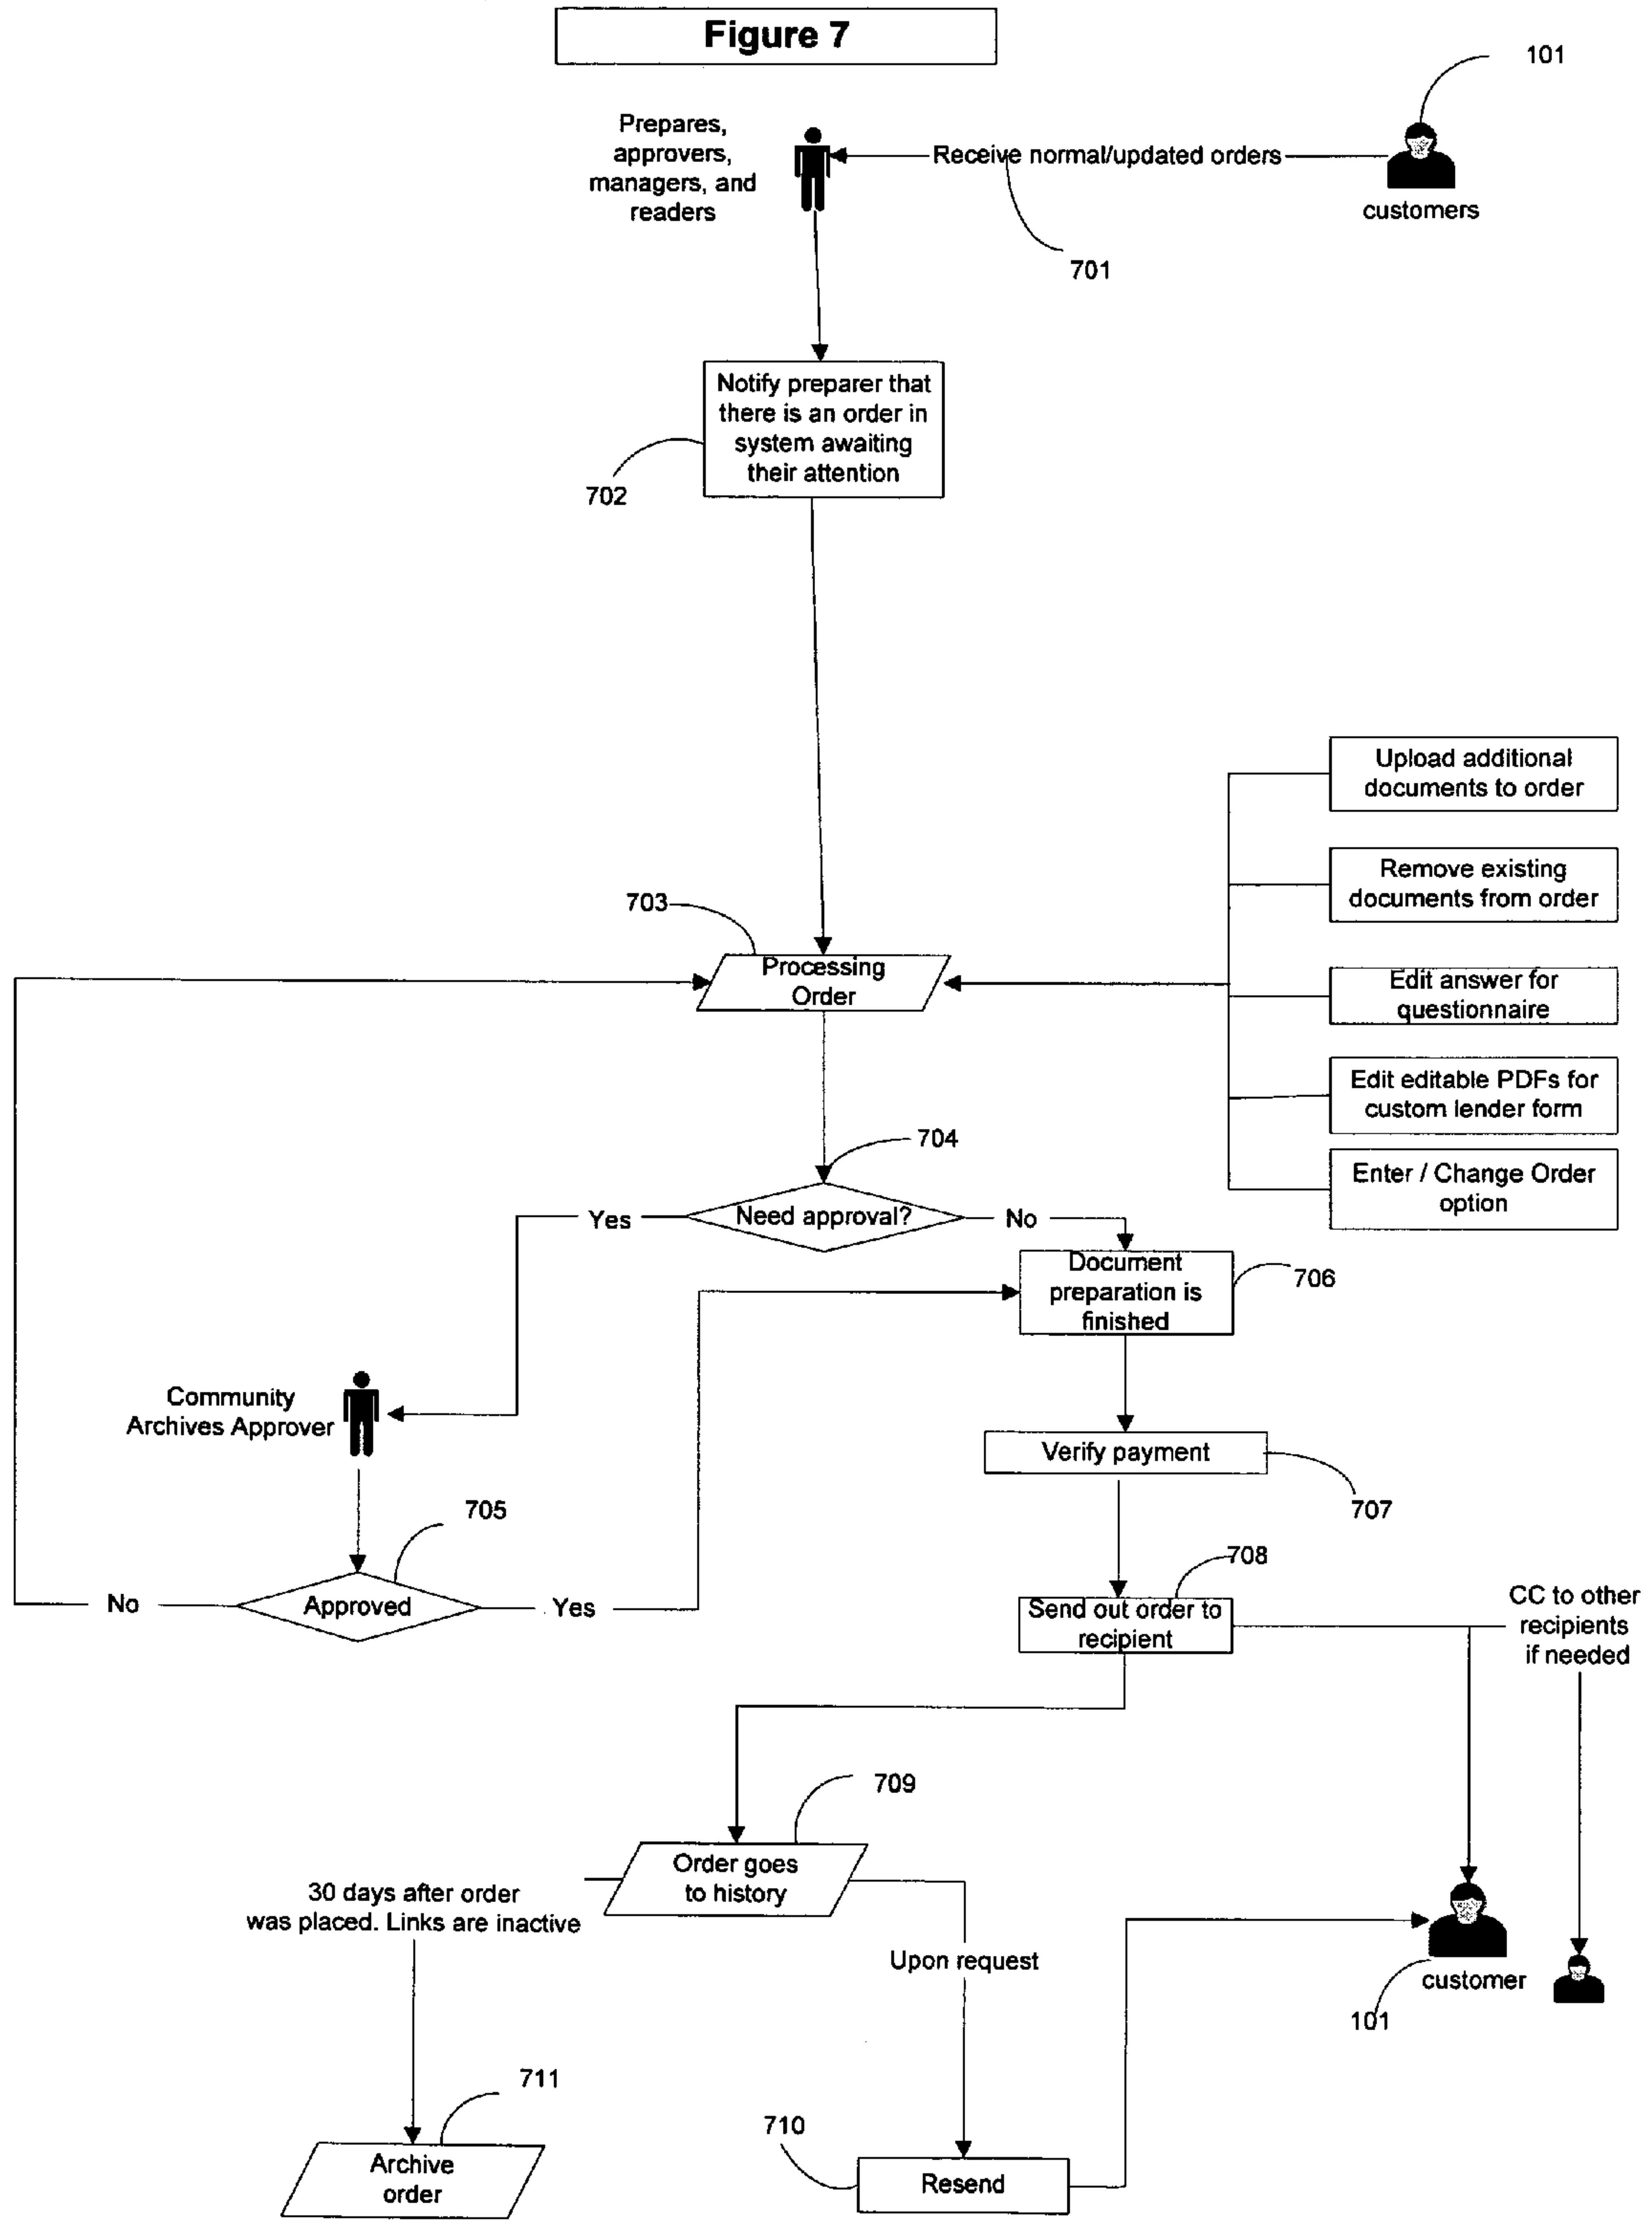 Figure 7
101
Prepares,
approvers,
managers, and
readers
Receive normal/updated orders
customers
701
Notify preparer that
there is an order in
system awaiting
their attention
702
Upload additional
documents to order
Remove existing
documents from order
703
Processing
Order
Edit answer for
questionnaire
Edit editable PDFs for
custom lender form
704
Enter / Change Order
option
Yes
Need approval?
No
Document
preparation is
finished
706
Community
Archives Approver
Verify payment
707
705
708
No
Approved
Yes
Send out order to
recipient
CC to other
recipients
if needed
709
Order goes
to history
30 days after order
was placed. Links are inactive
Upon request
customer
101
711
710
Archive
order
Resend